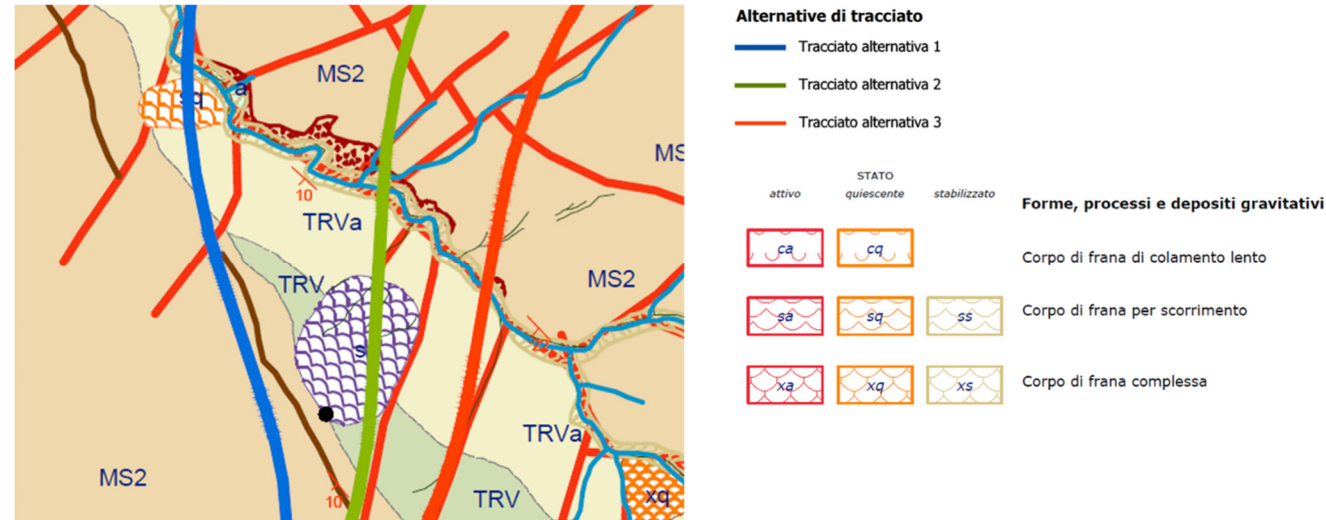 Alternative di tracciato
Tracciato alternativa 1
Tracciato alternativa 2
Tracciato alternativa 3
STATO
attivo quiescente stabilizzato
Forme, processi e depositi gravitativi
ca cq Corpo di frana di colamento lento
sa sq ss Corpo di frana per scorrimento
xa xq xs Corpo di frana complessa
MS2
sq
a
MS
10
TRVa
TRV
MS2
s
TRVa
MS2
10
TRV
xq